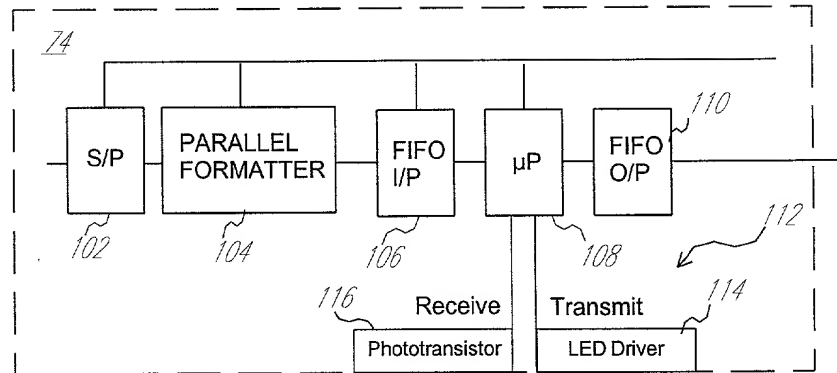 74
110
S/P
PARALLEL
FORMATTER
FIFO
I/P
µP
FIFO
O/P
102
104
106
108
112
116
Receive
Transmit
114
Phototransistor
LED Driver